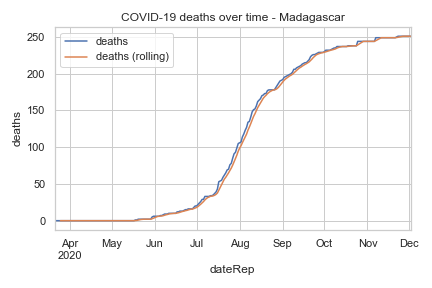 COVID-19 deaths over time - Madagascar
deaths
deaths (rolling)
250
200
150
100
50
0
deaths
Apr May Jun Jul Aug Sep Oct Nov Dec
2020
dateRep